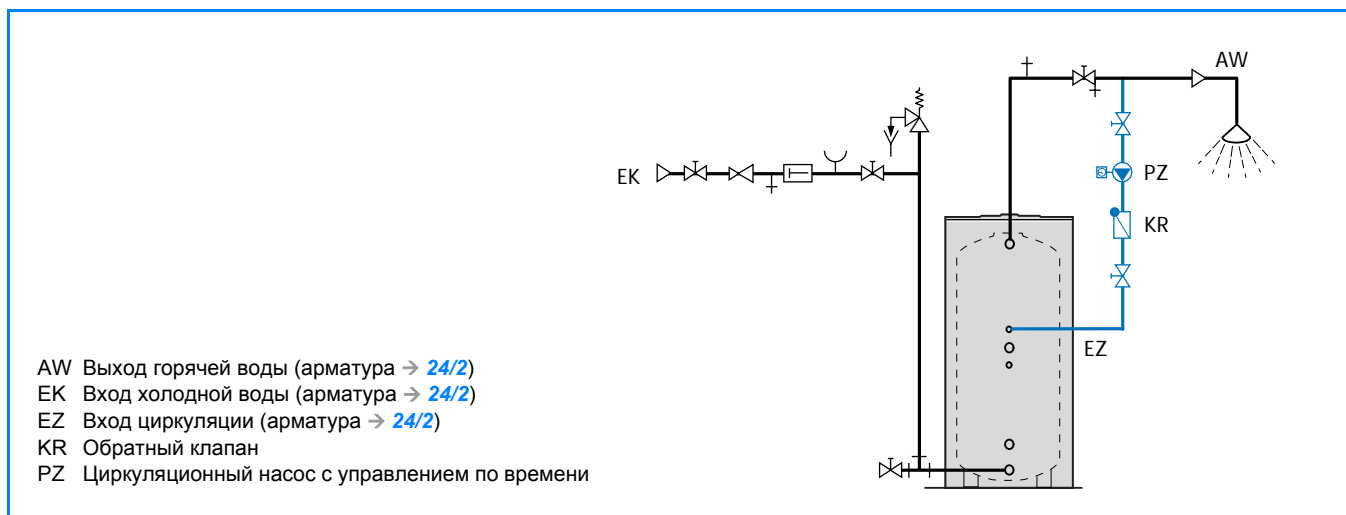 AW
EK
PZ
KR
EZ
AW Выход горячей воды (арматура → 24/2)
EK Вход холодной воды (арматура → 24/2)
EZ Вход циркуляции (арматура → 24/2)
KR Обратный клапан
PZ Циркуляционный насос с управлением по времени